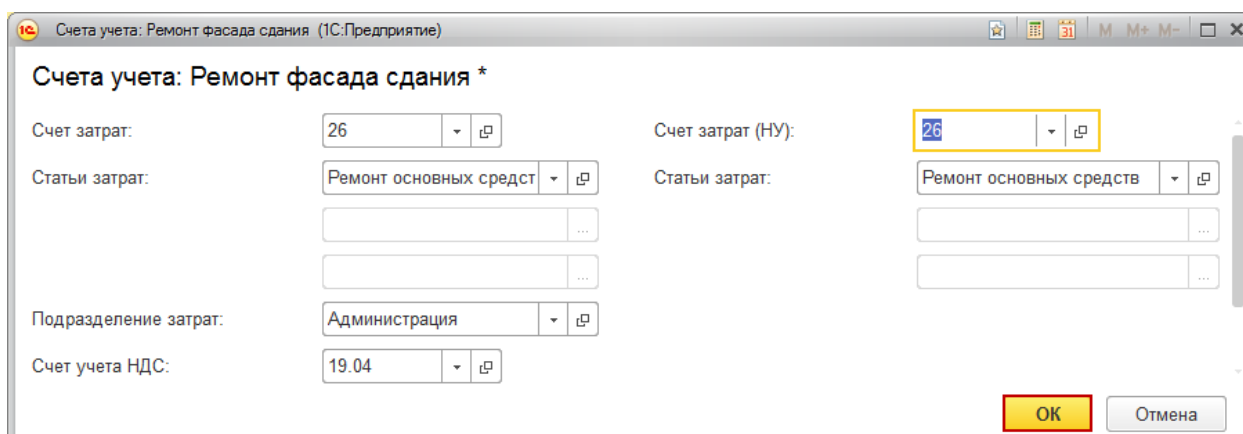 1С Счета учета: Ремонт фасада сдания (1С:Предприятие) 31 M M+ M-
Счета учета: Ремонт фасада сдания *
Счет затрат: 26 Счет затрат (НУ): 26
Статьи затрат: Ремонт основных средст Статьи затрат: Ремонт основных средств
... ...
... ...
Подразделение затрат: Администрация
Счет учета НДС: 19.04
ОК Отмена